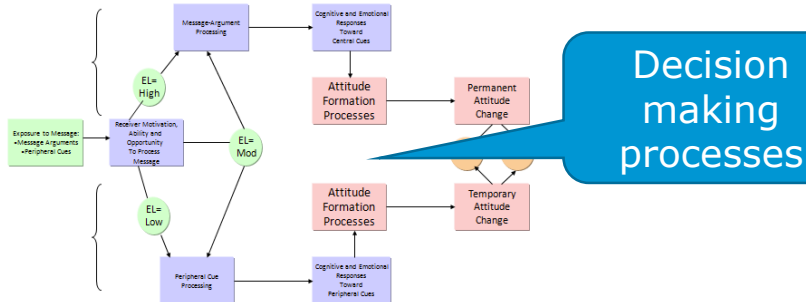 Message-Argument
Processing
Cognitive and Emotional
Responses
Toward
Central Cues
EL=
High
Attitude
Formation
Processes
Permanent
Attitude
Change
Decision
making
processes
Exposure to Message:
•Message Arguments
•Peripheral Cues
Receiver Motivation,
Ability and
Opportunity
To Process
Message
EL=
Mod
EL=
Low
Attitude
Formation
Processes
Temporary
Attitude
Change
Peripheral Cue
Processing
Cognitive and Emotional
Responses
Toward
Peripheral Cues